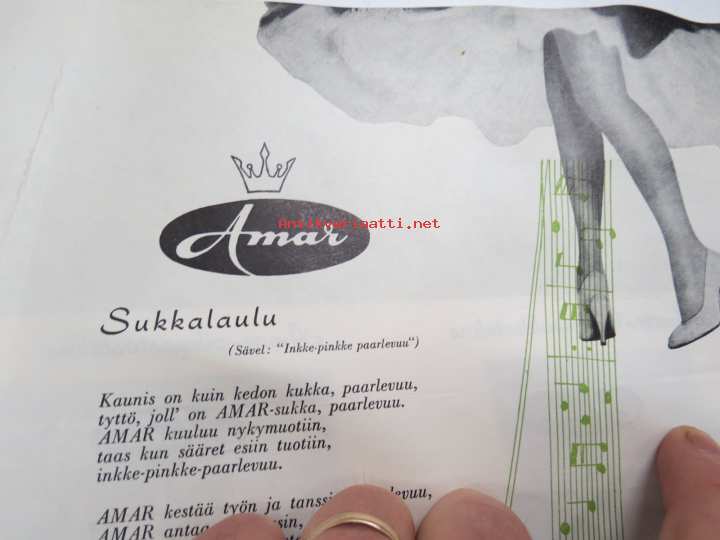 Antikvariaatti.net
Amar
Sukkalaulu
(Sävel: "Inkke-pinkke paarlevuu")
Kaunis on kuin kedon kukka, paarlevuu,
tyttö, joll' on AMAR-sukka, paarlevuu.
AMAR kuuluu nykymuotiin,
taas kun sääret esiin tuotiin,
inkke-pinkke-paarlevuu.
AMAR kestää työn ja
AMAR